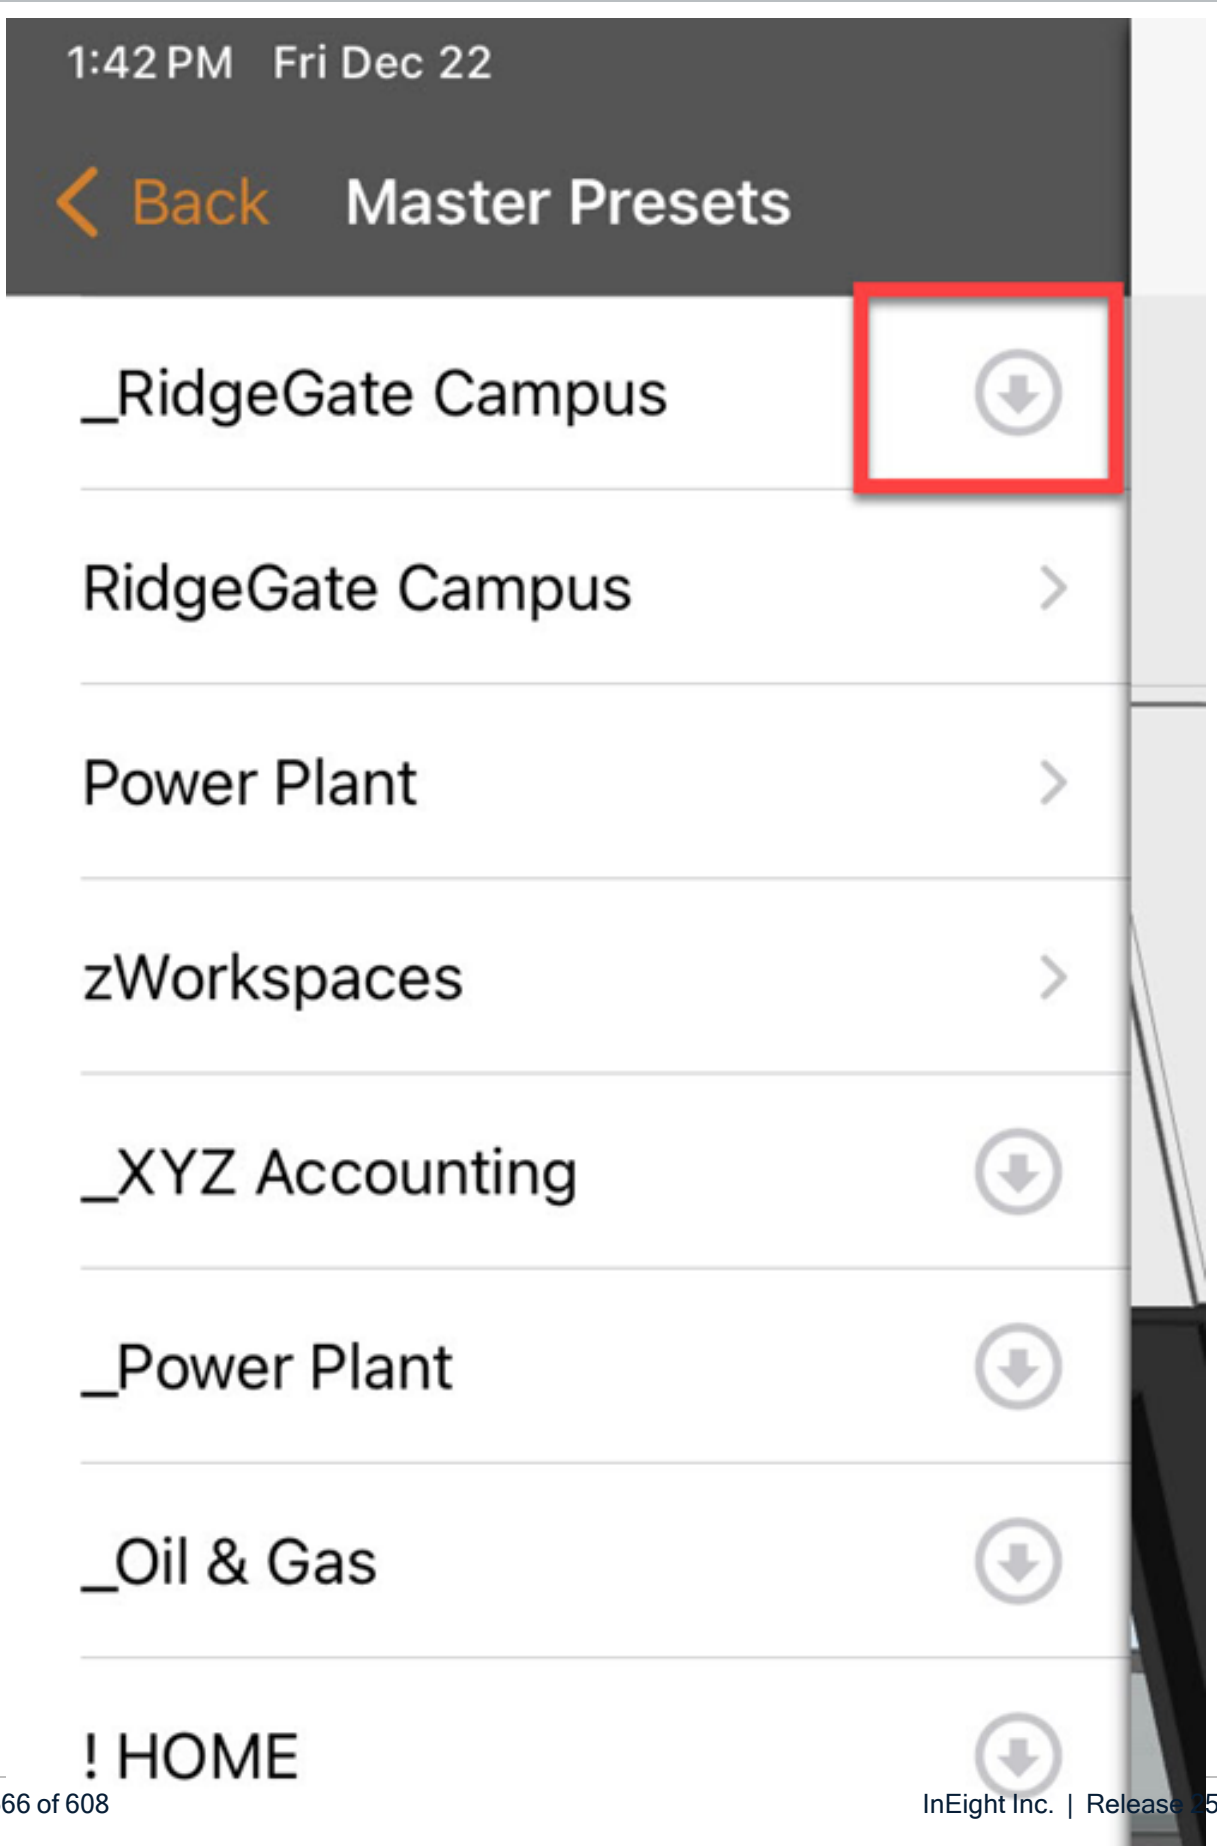 1:42 PM Fri Dec 22
Back Master Presets
_RidgeGate Campus
RidgeGate Campus
Power Plant
zWorkspaces
_XYZ Accounting
_Power Plant
_Oil & Gas
! HOME
66 of 608 InEight Inc. | Release 25